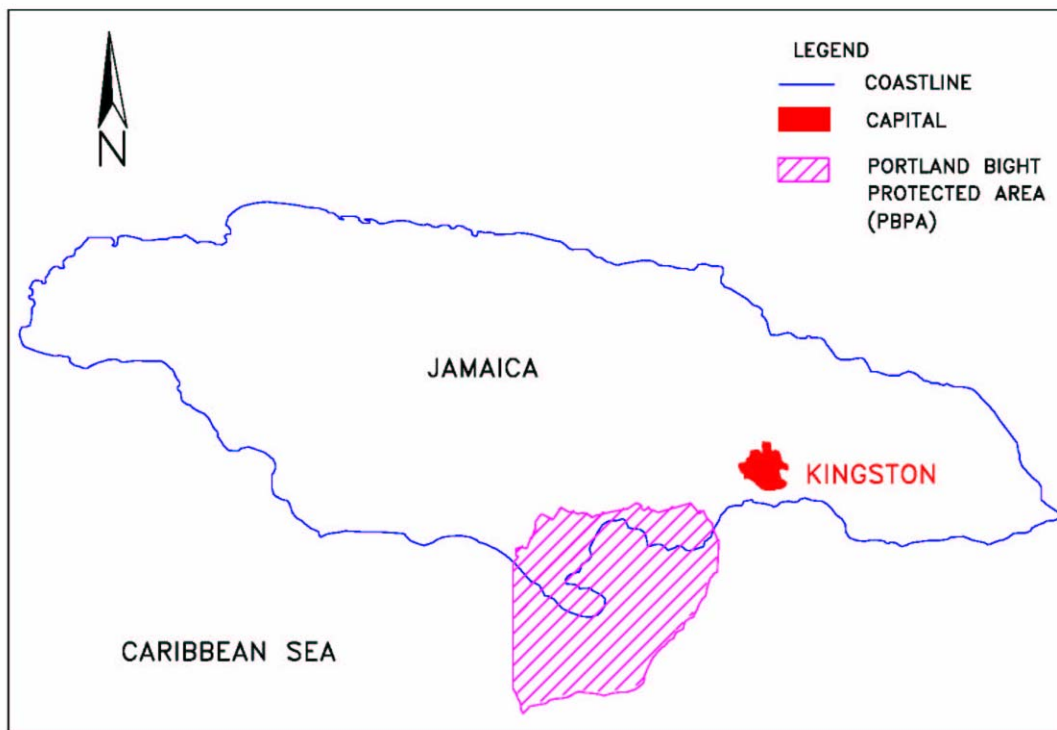 LEGEND
COASTLINE
CAPITAL
PORTLAND BIGHT
PROTECTED AREA
(PBPA)
N
JAMAICA
KINGSTON
CARIBBEAN SEA